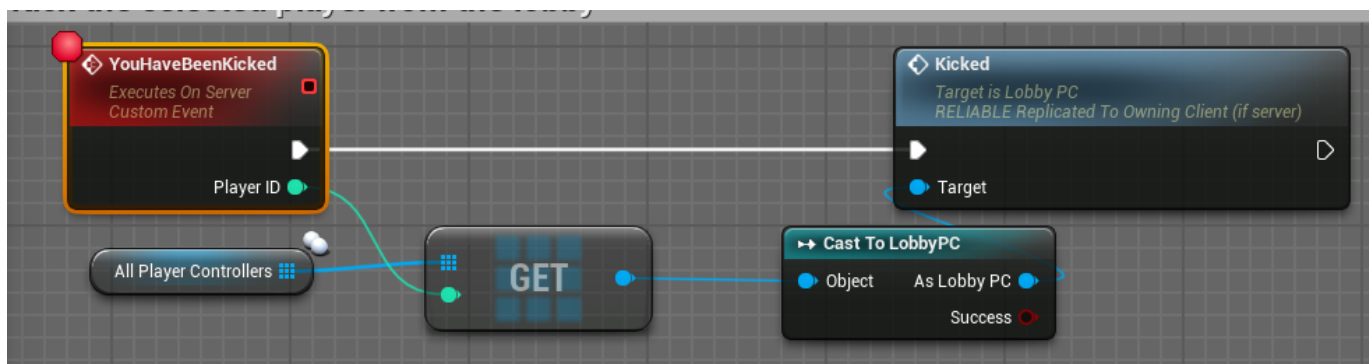 YouHaveBeenKicked
Executes On Server
Custom Event
Player ID
All Player Controllers
GET
Cast To LobbyPC
Object
As Lobby PC
Success
Kicked
Target is Lobby PC
RELIABLE Replicated To Owning Client (if server)
Target